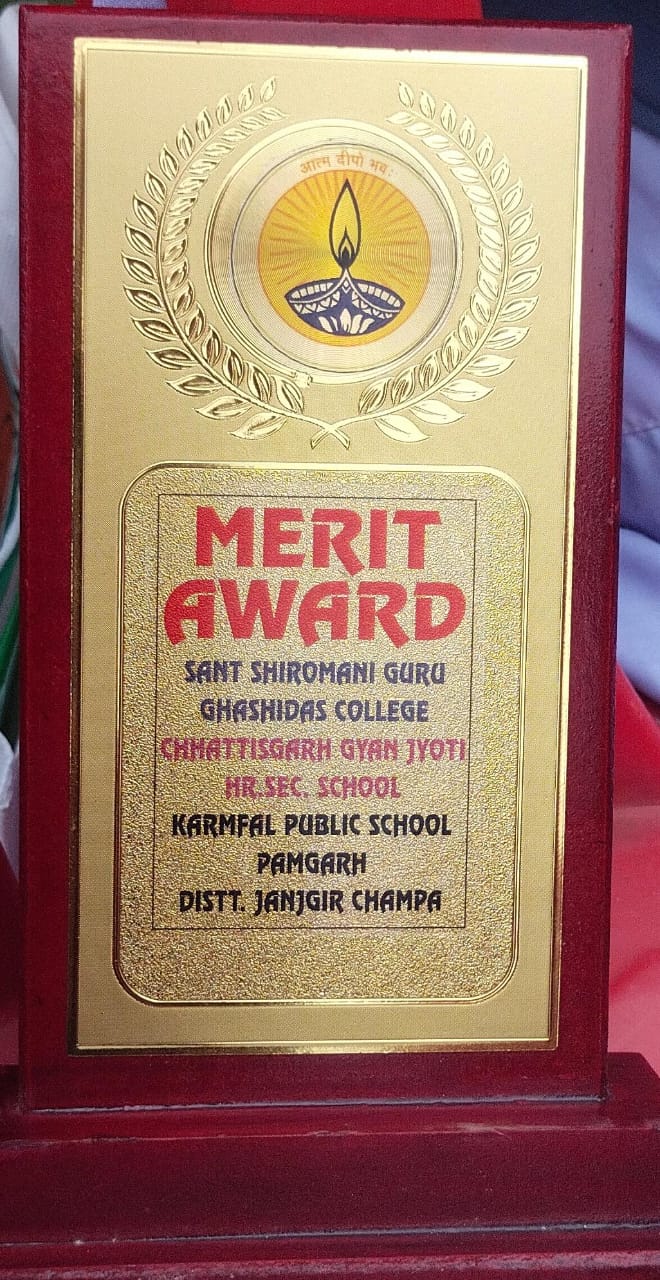 आत्म दीपो भवः
MERIT
AWARD
SANT SHIROMANI GURU
GHASHIDAS COLLEGE
CHHATTISGARH GYAN JYOTI
HR.SEC. SCHOOL
KARMFAL PUBLIC SCHOOL
PAMGARH
DISTT. JANJGIR CHAMPA